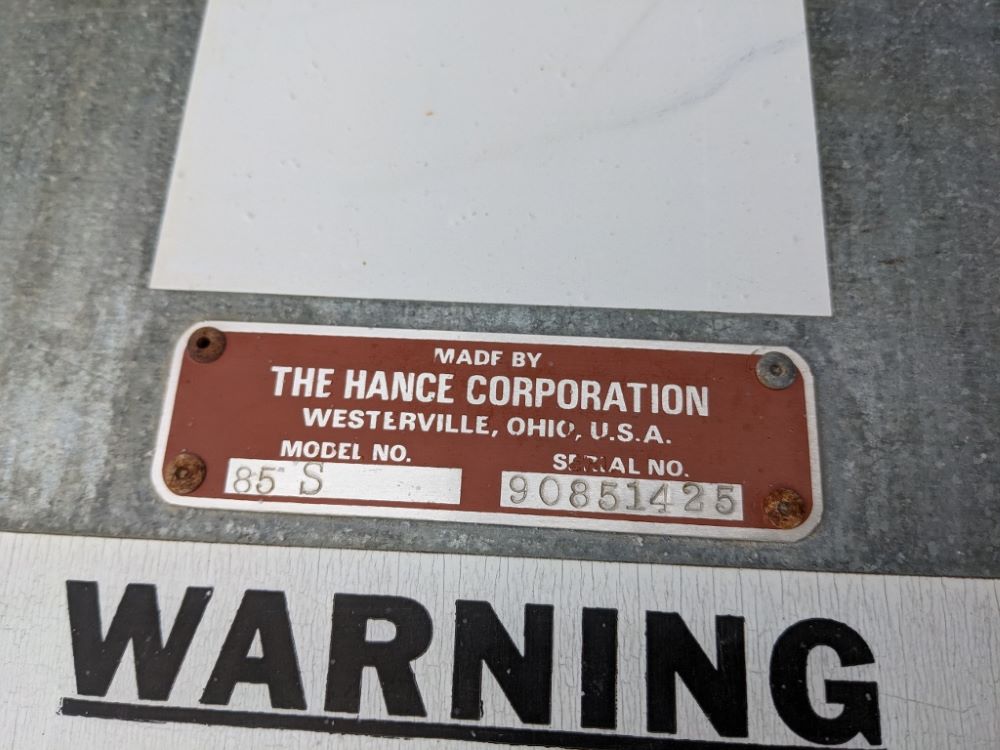 MADE BY
THE HANCE CORPORATION
WESTERVILLE, OHIO, U.S.A.
MODEL NO. SERIAL NO.
85 S 90851425
WARNING